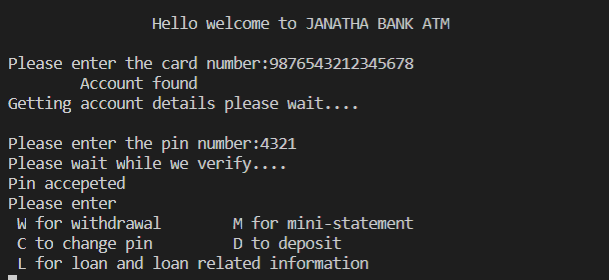 Hello welcome to JANATHA BANK ATM
Please enter the card number:9876543212345678
Account found
Getting account details please wait....
Please enter the pin number:4321
Please wait while we verify....
Pin accepeted
Please enter
W for withdrawal M for mini-statement
C to change pin D to deposit
L for loan and loan related information